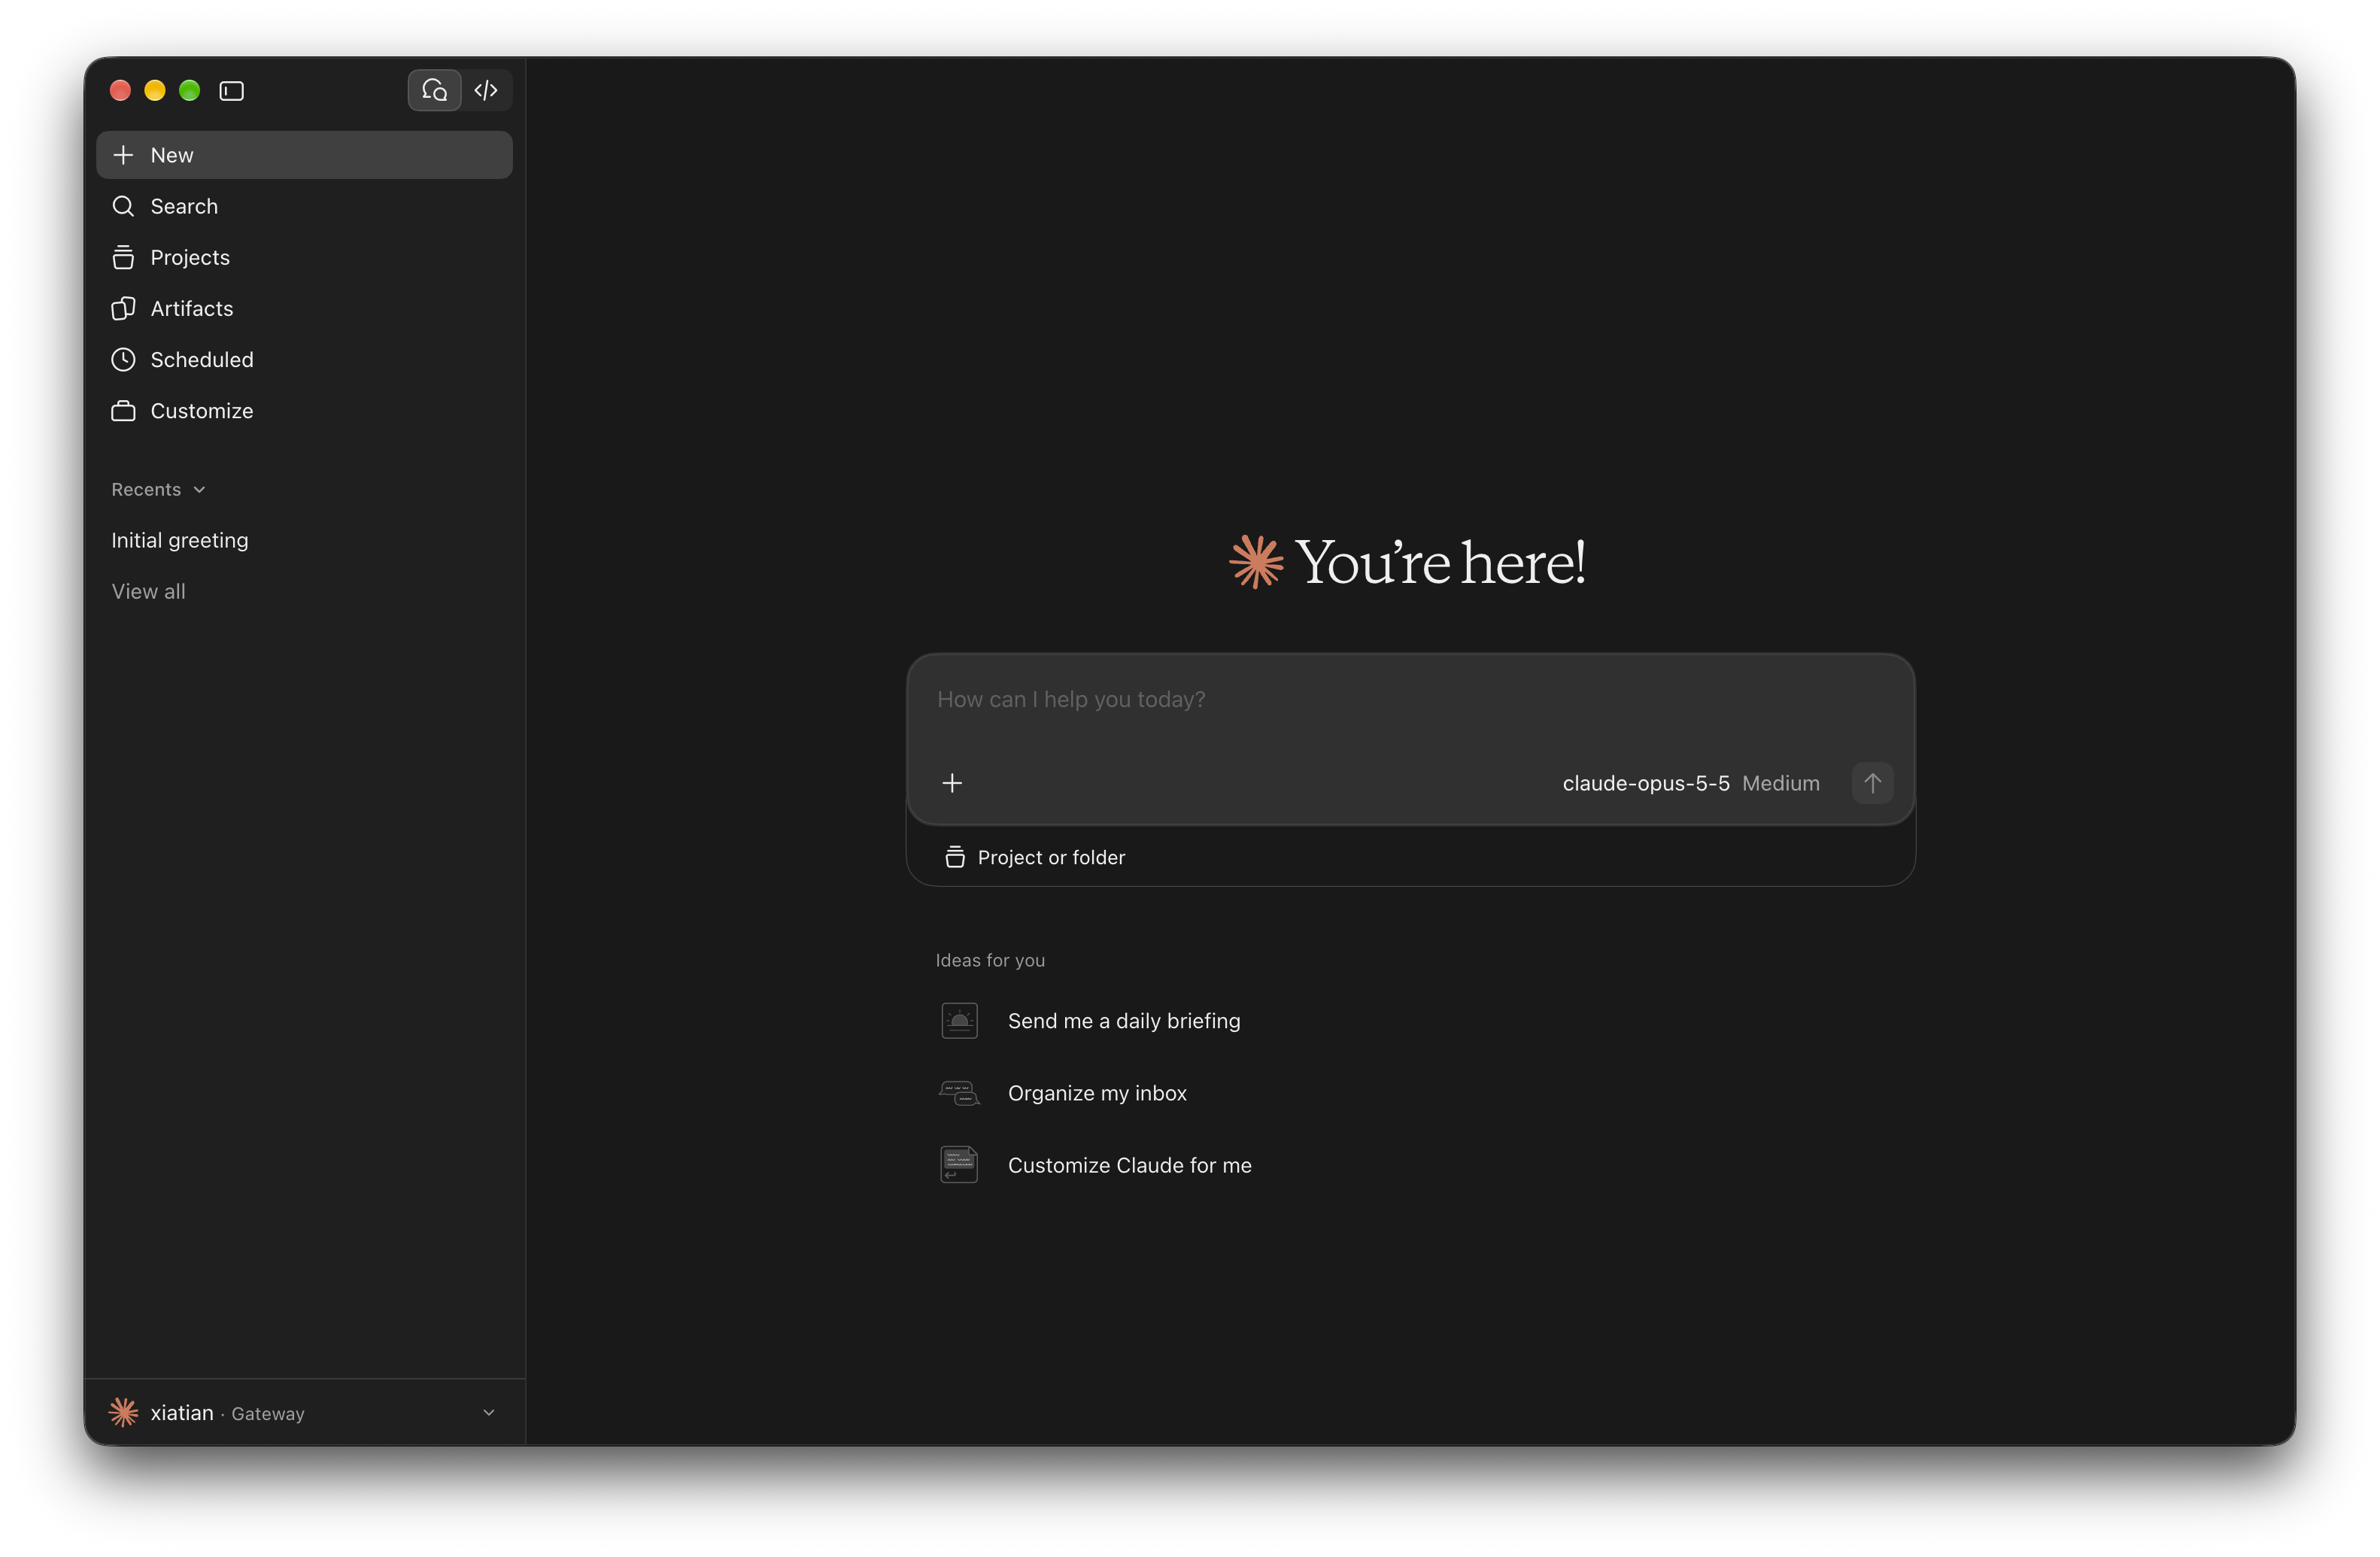 New
Search
Projects
Artifacts
Scheduled
Customize
Recents
Initial greeting
View all
xiatian · Gateway
You’re here!
How can I help you today?
claude-opus-5-5 Medium
Project or folder
Ideas for you
Send me a daily briefing
Organize my inbox
Customize Claude for me